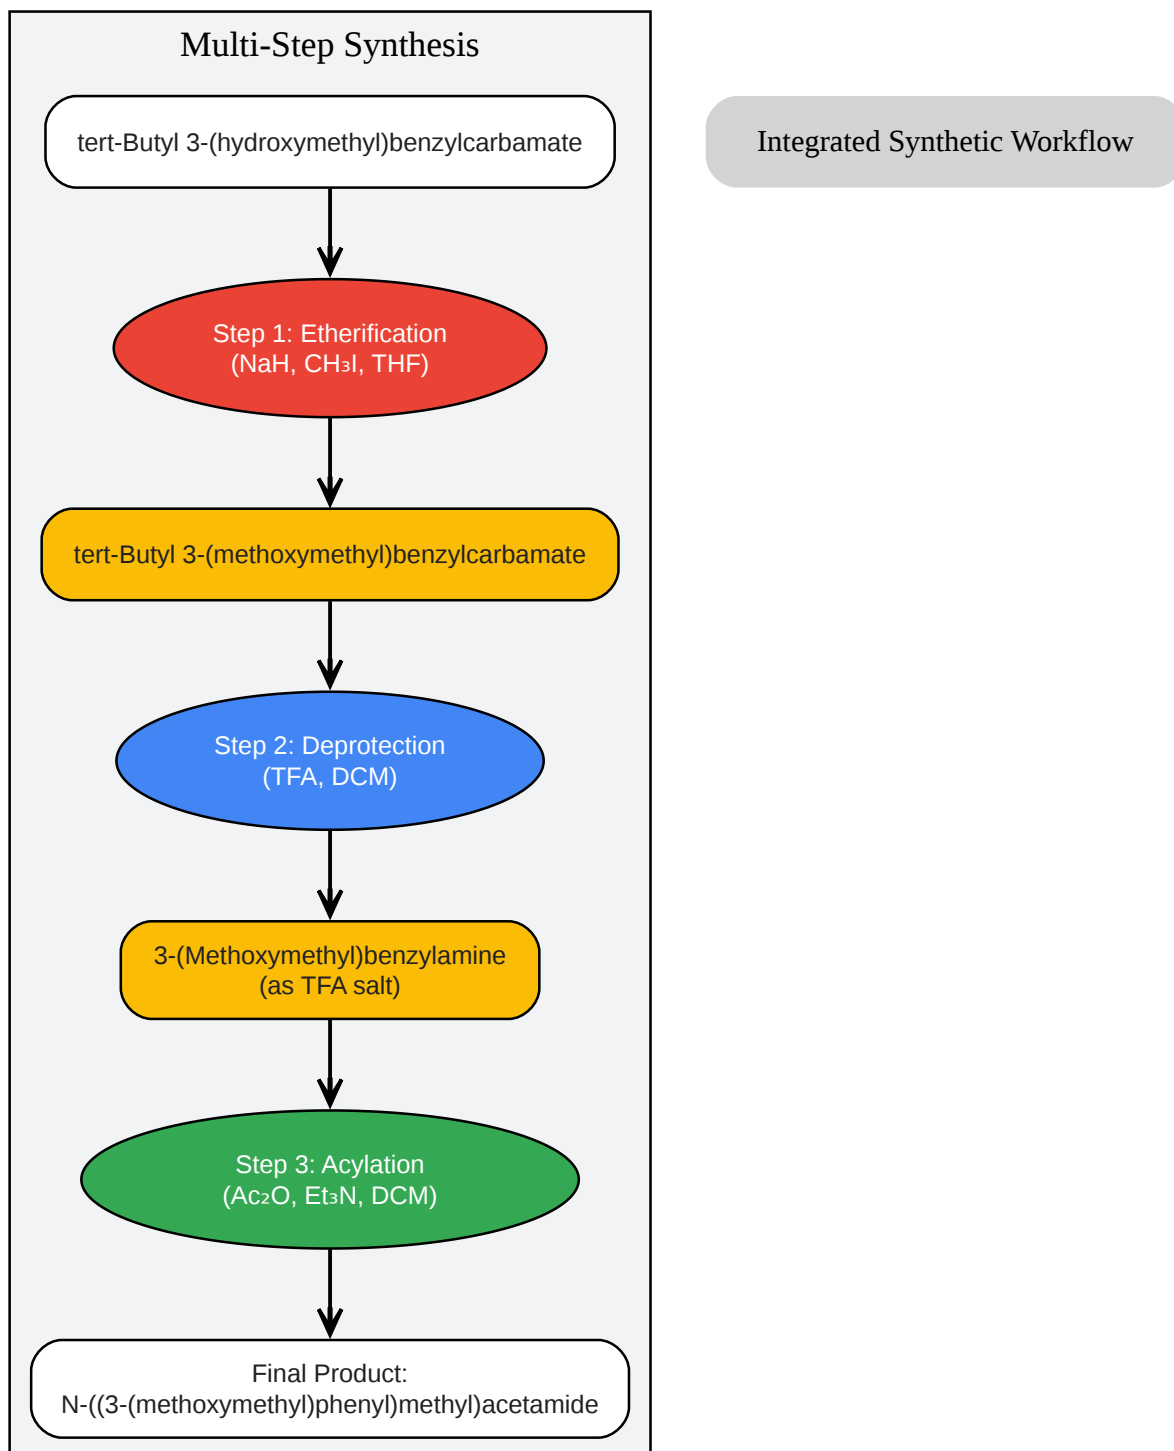 Multi-Step Synthesis
tert-Butyl 3-(hydroxymethyl)benzylcarbamate
Integrated Synthetic Workflow
Step 1: Etherification
(NaH, CH₃I, THF)
tert-Butyl 3-(methoxymethyl)benzylcarbamate
Step 2: Deprotection
(TFA, DCM)
3-(Methoxymethyl)benzylamine
(as TFA salt)
Step 3: Acylation
(Ac₂O, Et₃N, DCM)
Final Product:
N-((3-(methoxymethyl)phenyl)methyl)acetamide